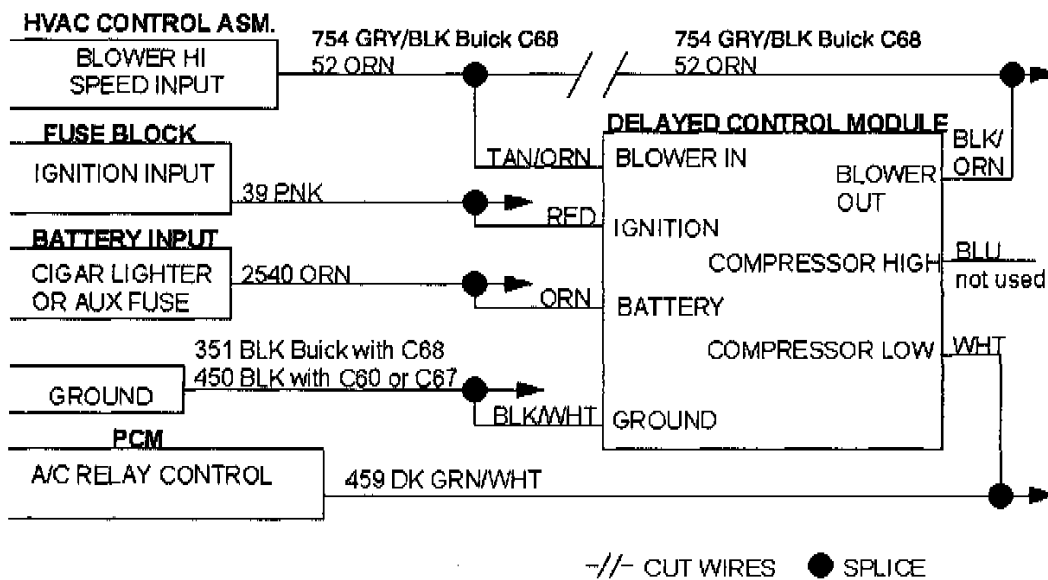 HVAC CONTROL ASM.
BLOWER HI
SPEED INPUT
754 GRY/BLK Buick C68
52 ORN
754 GRY/BLK Buick C68
52 ORN
FUSE BLOCK
IGNITION INPUT
39 PNK
BATTERY INPUT
CIGAR LIGHTER
OR AUX FUSE
2540 ORN
351 BLK Buick with C68
450 BLK with C60 or C67
GROUND
PCM
A/C RELAY CONTROL
459 DK GRN/WHT
DELAYED CONTROL MODULE
TAN/ORN
BLOWER IN
RED
IGNITION
ORN
BATTERY
BLK/WHT
GROUND
BLOWER
OUT
BLK/
ORN
COMPRESSOR HIGH
BLU
not used
COMPRESSOR LOW
WHT
-//- CUT WIRES
SPLICE